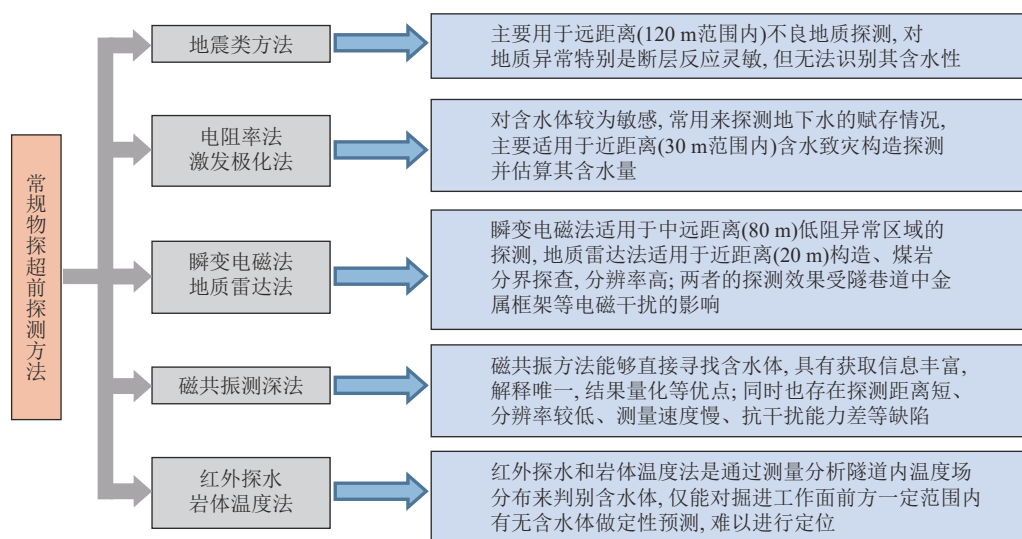 常规物探超前探测方法
地震类方法
主要用于远距离(120 m范围内)不良地质探测, 对
地质异常特别是断层反应灵敏, 但无法识别其含水性
电阻率法
激发极化法
对含水体较为敏感, 常用来探测地下水的赋存情况,
主要适用于近距离(30 m范围内)含水致灾构造探测
并估算其含水量
瞬变电磁法
地质雷达法
瞬变电磁法适用于中远距离(80 m)低阻异常区域的
探测, 地质雷达法适用于近距离(20 m)构造、煤岩
分界探查, 分辨率高; 两者的探测效果受隧巷道中金
属框架等电磁干扰的影响
磁共振测深法
磁共振方法能够直接寻找含水体, 具有获取信息丰富,
解释唯一, 结果量化等优点; 同时也存在探测距离短、
分辨率较低、测量速度慢、抗干扰能力差等缺陷
红外探水
岩体温度法
红外探水和岩体温度法是通过测量分析隧道内温度场
分布来判别含水体, 仅能对掘进工作面前方一定范围内
有无含水体做定性预测, 难以进行定位